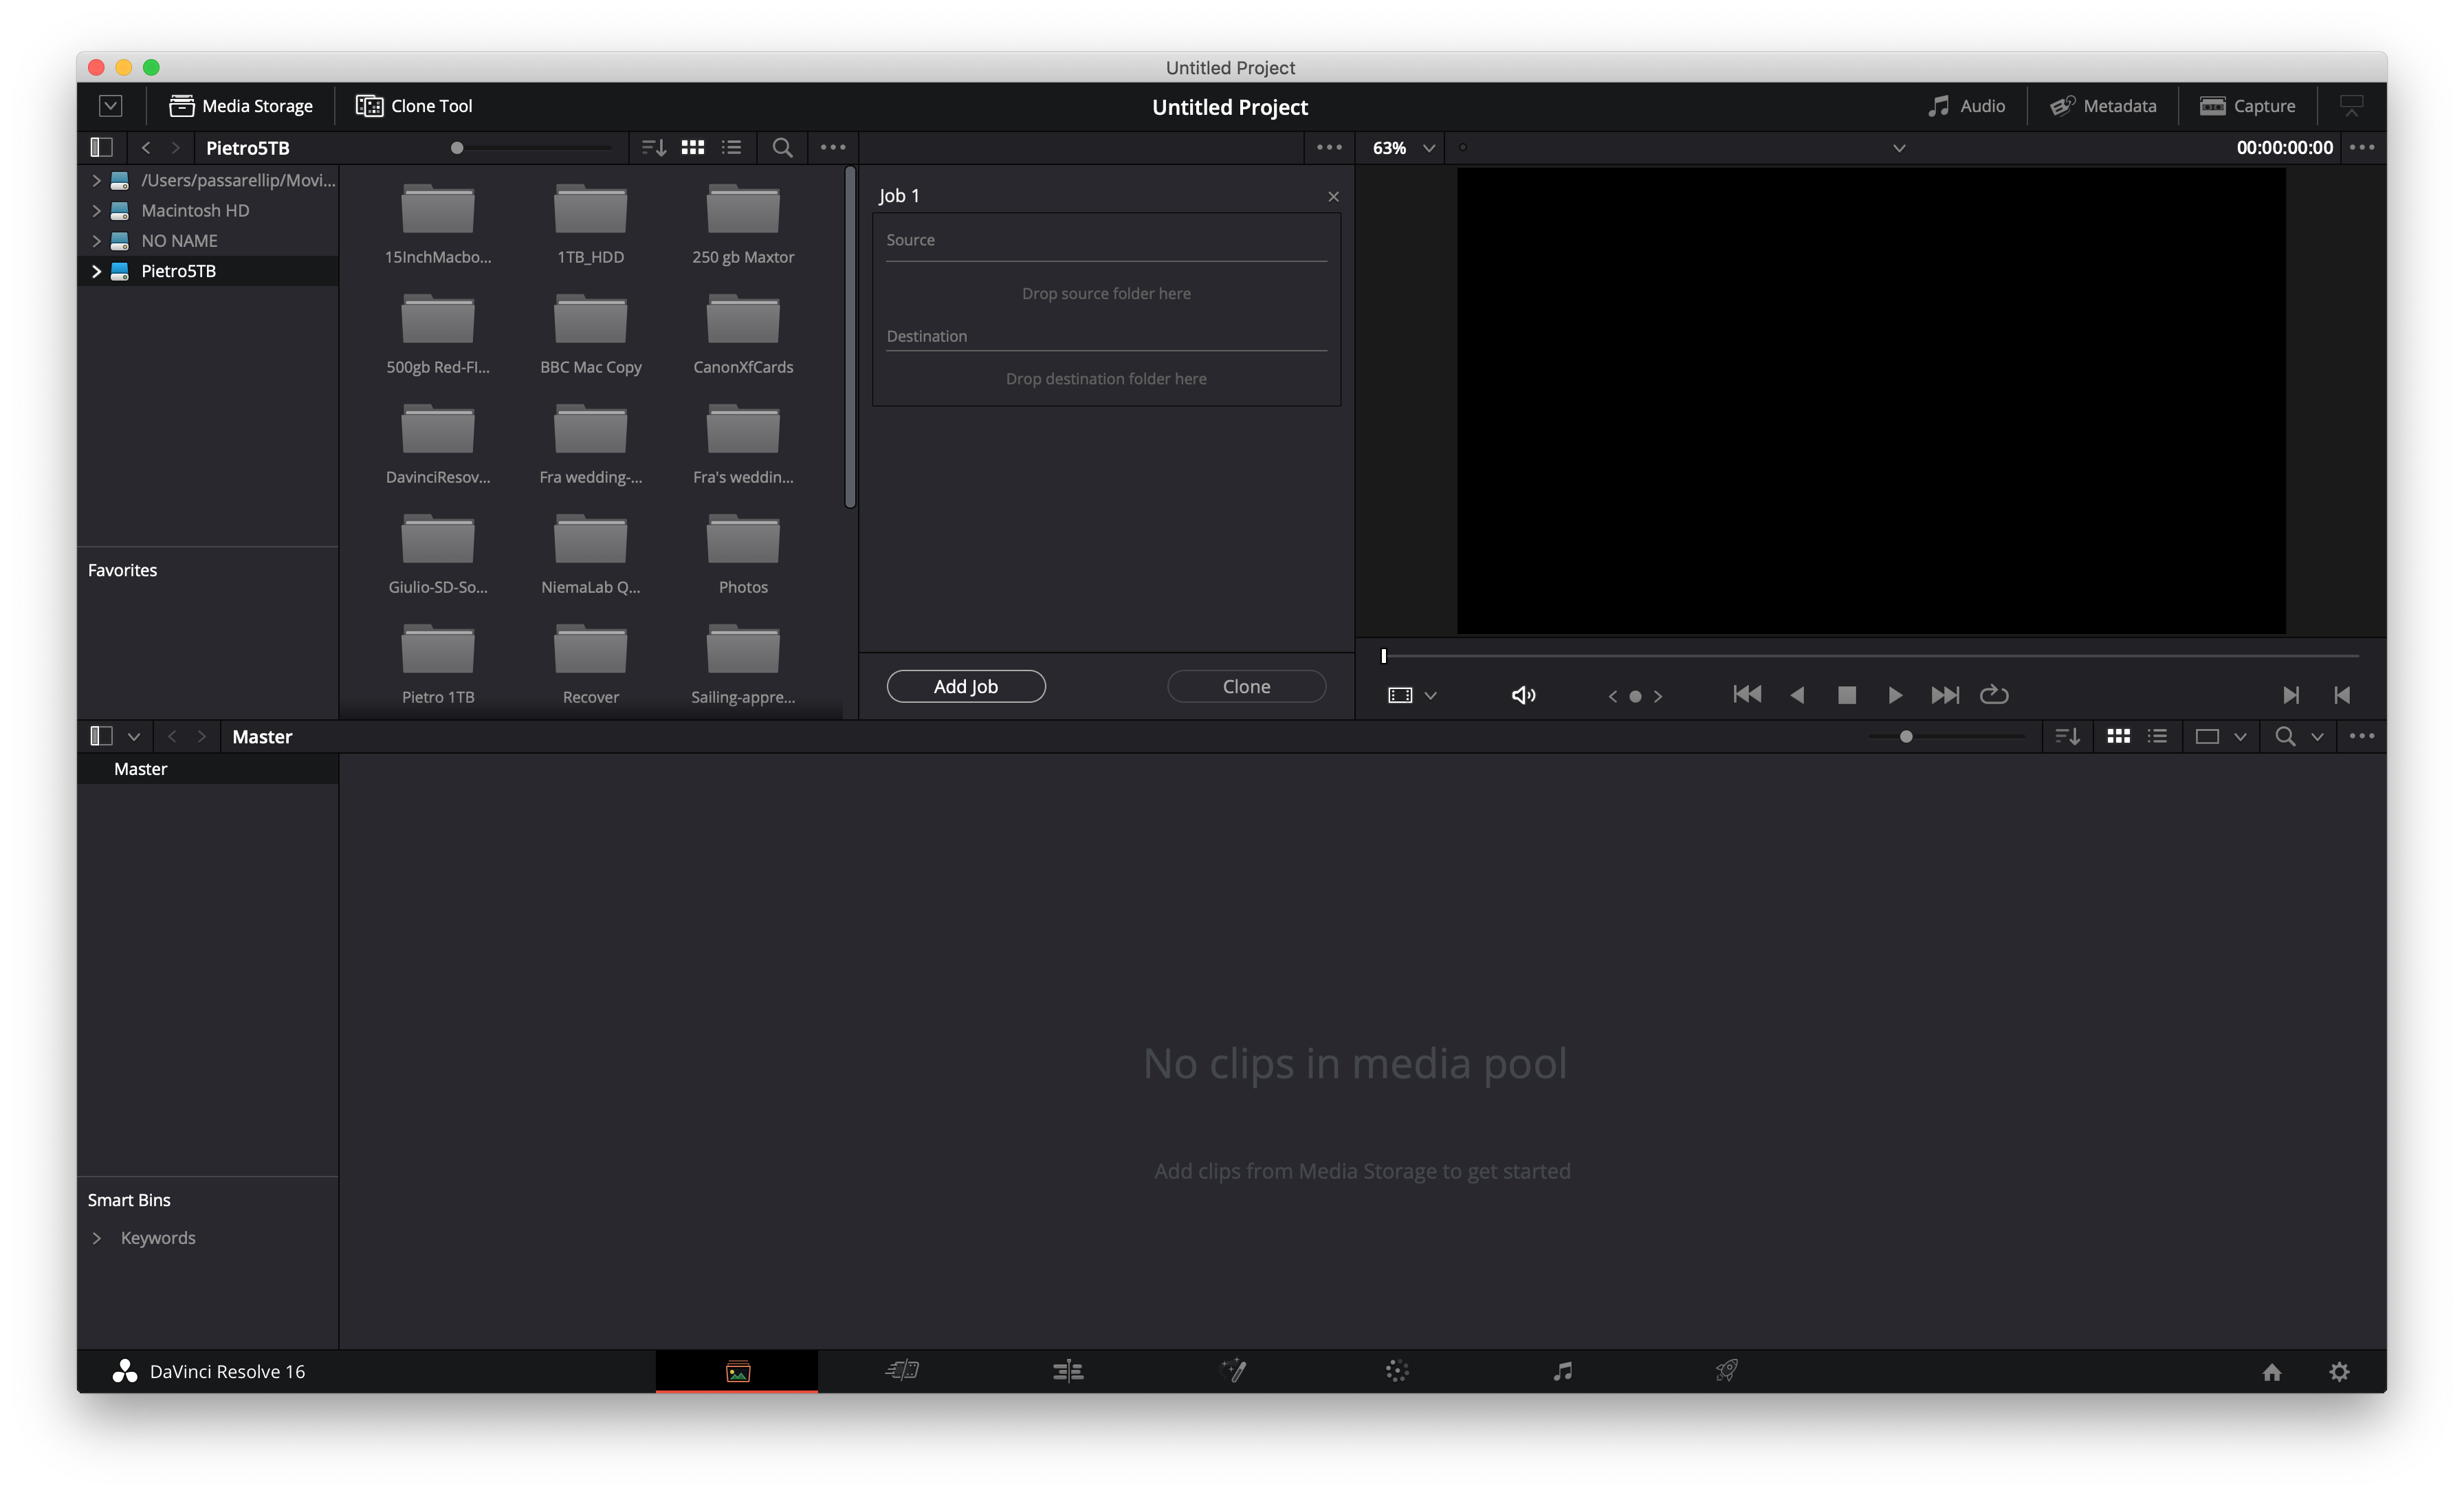 Untitled Project
Media Storage
Clone Tool
Untitled Project
Audio
Metadata
Capture
Pietro5TB
63%
00:00:00:00
/Users/passarellip/Movi...
Macintosh HD
NO NAME
Pietro5TB
Favorites
15InchMacbo...
1TB_HDD
250 gb Maxtor
500gb Red-Fl...
BBC Mac Copy
CanonXfCards
DavinciResov...
Fra wedding-...
Fra's weddin...
Giulio-SD-So...
NiemaLab Q...
Photos
Pietro 1TB
Recover
Sailing-appre...
Job 1
Source
Drop source folder here
Destination
Drop destination folder here
Add Job
Clone
Master
Master
No clips in media pool
Add clips from Media Storage to get started
Smart Bins
Keywords
DaVinci Resolve 16